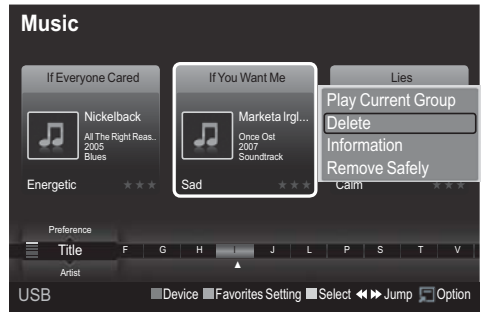 Music
If Everyone Cared
Nickelback
All The Right Reas..
2005
Blues
Energetic
If You Want Me
Marketa Irgl...
Once Ost
2007
Soundtrack
Sad
Lies
Calm
Play Current Group
Delete
Information
Remove Safely
Preference
Title F G H I J L P S T V
Artist
USB Device Favorites Setting Select Jump Option